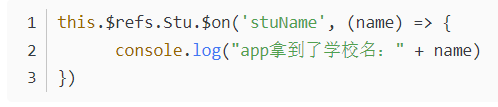 1 this.$refs.Stu.$on('stuName', (name) => {
2 console.log("app拿到了学校名：" + name)
3 })